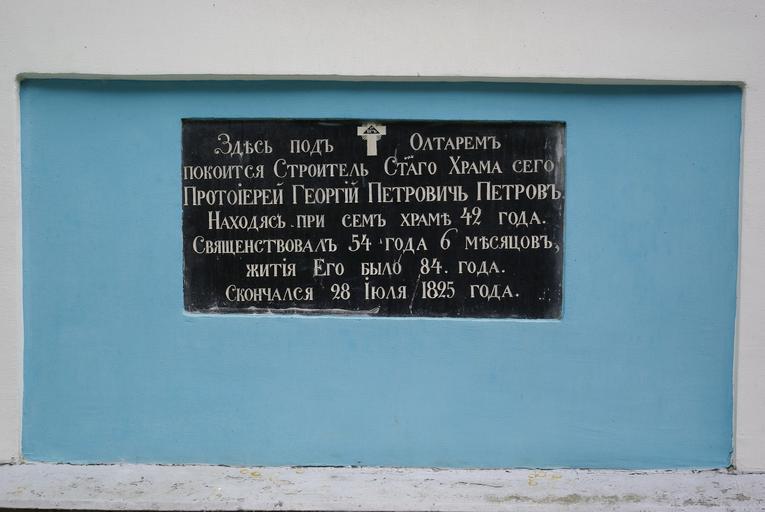 Здѣсь подъ Олтаремъ
покоится Строитель Стаго Храма сего
Протоіерей Георгій Петровичь Петровъ.
Находясь при семъ храмѣ 42 года.
Священствовалъ 54 года 6 мѣсяцовъ,
житія Его было 84 года.
Скончался 28 Іюля 1825 года.